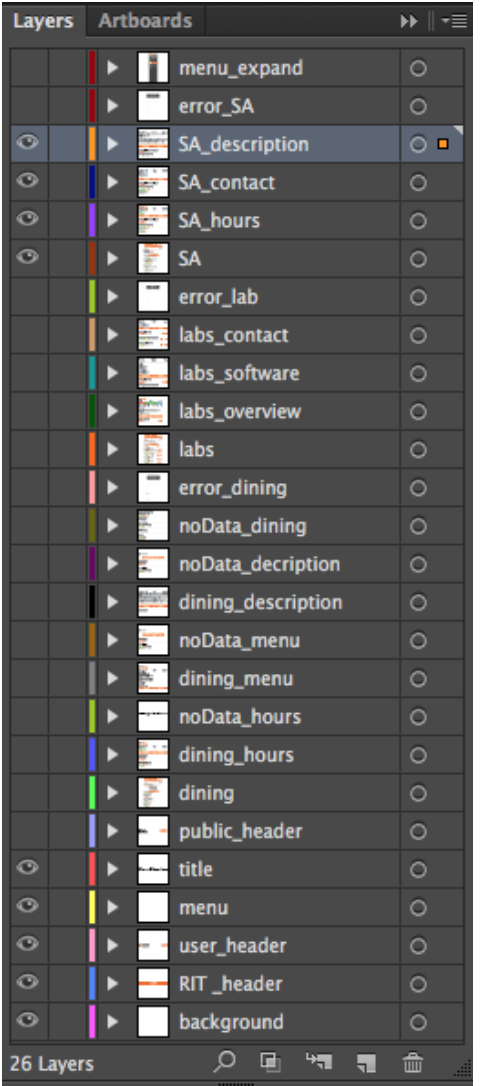 Layers Artboards
menu_expand
error_SA
SA_description
SA_contact
SA_hours
SA
error_lab
labs_contact
labs_software
labs_overview
labs
error_dining
noData_dining
noData_decription
dining_description
noData_menu
dining_menu
noData_hours
dining_hours
dining
public_header
title
menu
user_header
RIT _header
background
26 Layers